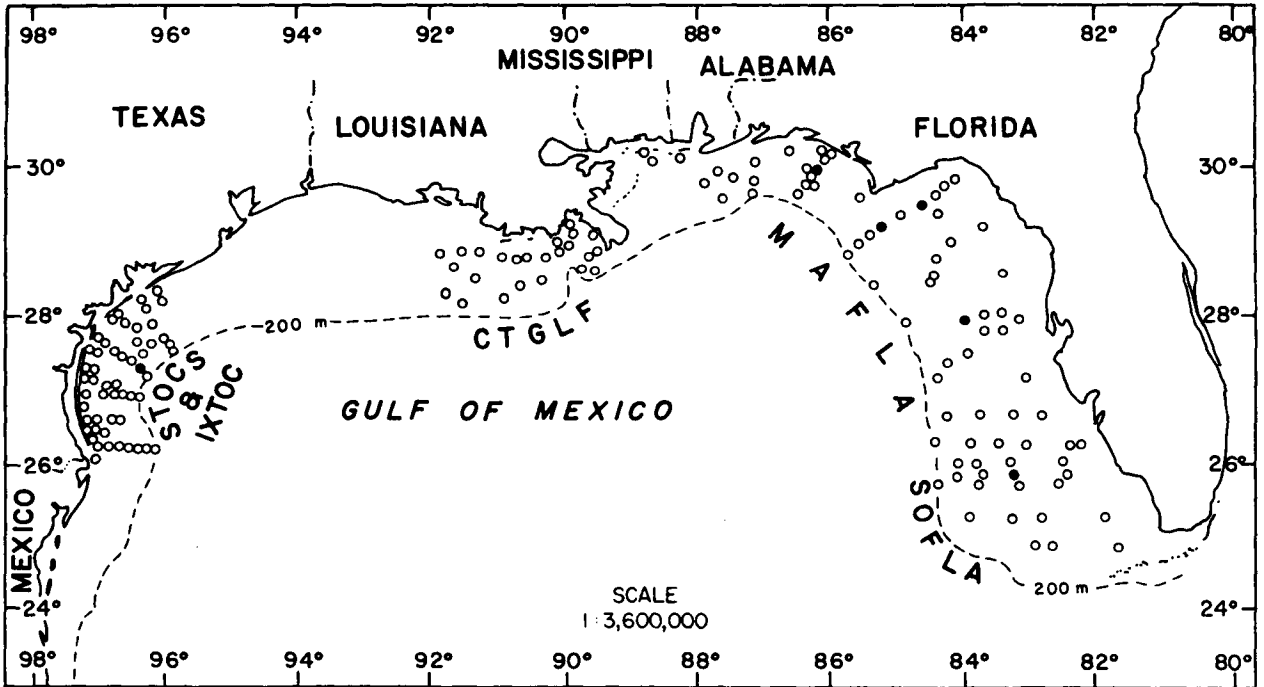 98° 96° 94° 92° 90° 88° 86° 84° 82° 80°
MISSISSIPPI
ALABAMA
TEXAS
LOUISIANA
FLORIDA
30° 30°
MAFLA
28° 28°
200 m
CTGLF
STOCS
&
IXTOC
GULF OF MEXICO
26° 26°
SOFLA
MEXICO
200 m
SCALE
1:3,600,000
24° 24°
98° 96° 94° 92° 90° 88° 86° 84° 82° 80°